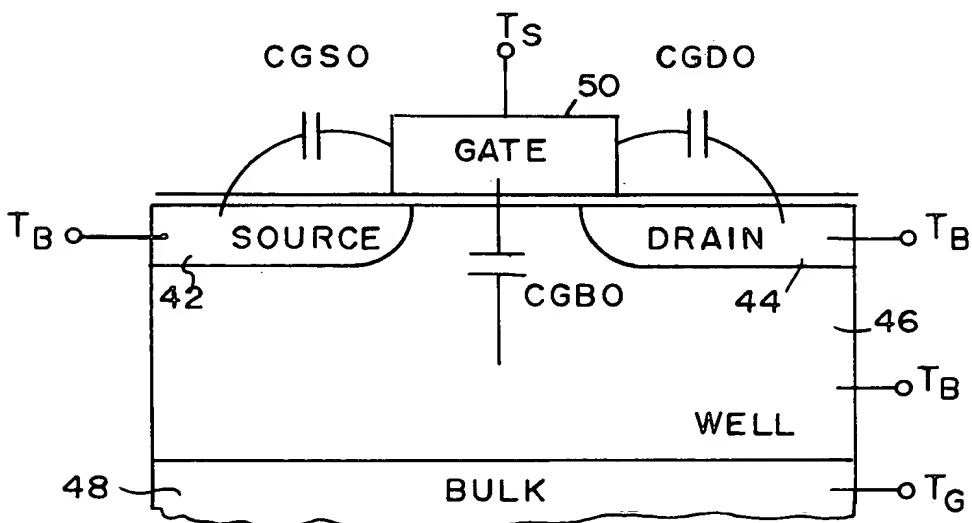 T_S
CGSO
CGDO
50
GATE
T_B
SOURCE
DRAIN
T_B
42
CGBO
44
46
T_B
WELL
48
BULK
T_G